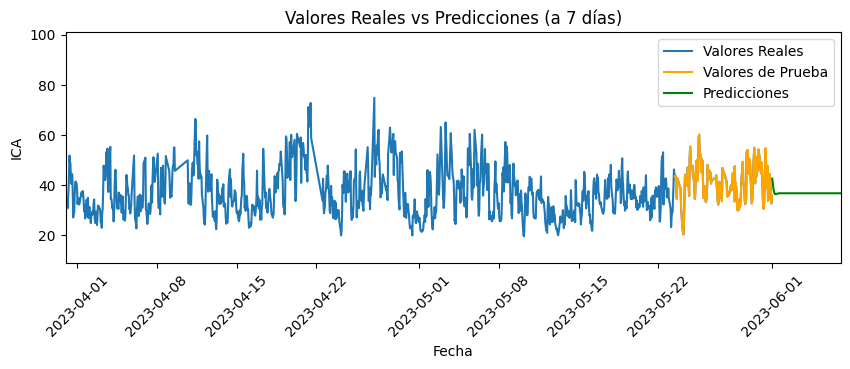 Valores Reales vs Predicciones (a 7 días)
100
80
60
40
20
ICA
Valores Reales
Valores de Prueba
Predicciones
2023-04-01
2023-04-08
2023-04-15
2023-04-22
2023-05-01
2023-05-08
2023-05-15
2023-05-22
2023-06-01
Fecha